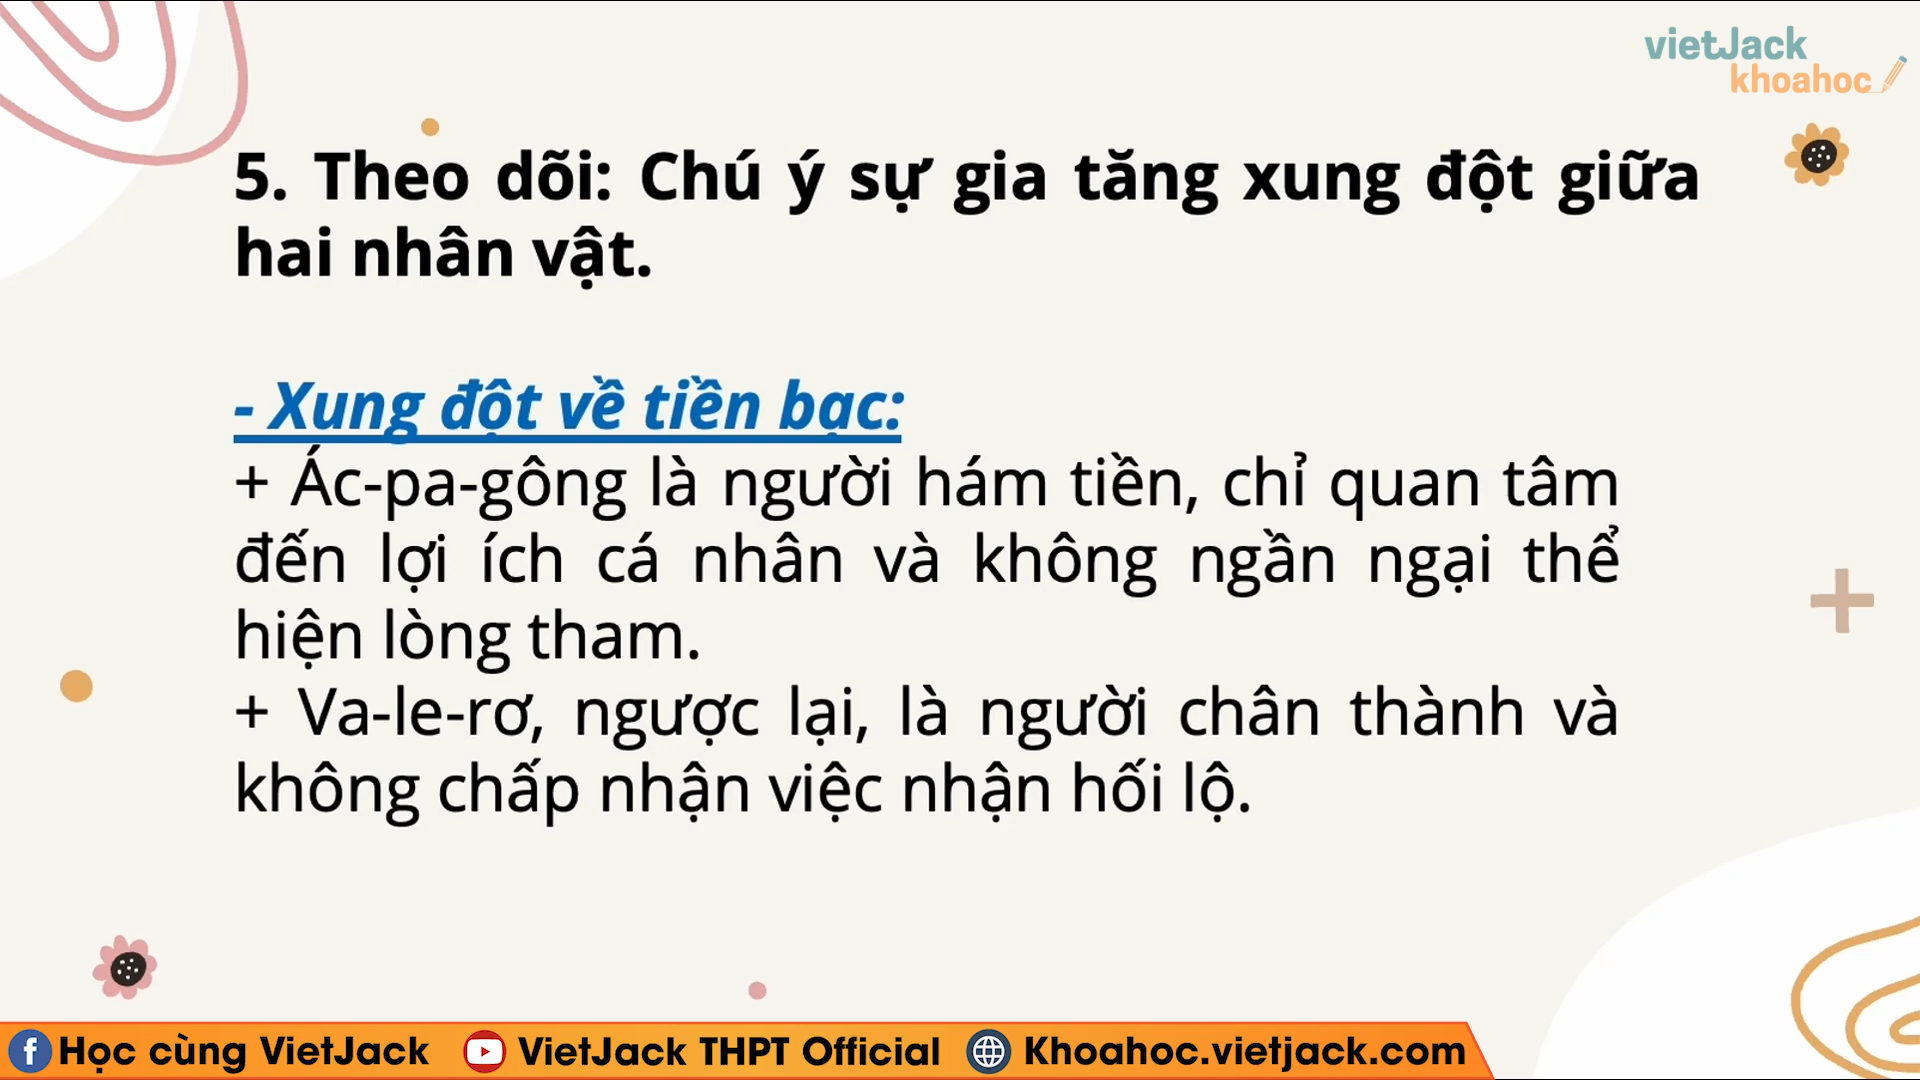 vietJack
khoahoc
5. Theo dõi: Chú ý sự gia tăng xung đột giữa
hai nhân vật.
- Xung đột về tiền bạc:
+ Ác-pa-gông là người hám tiền, chỉ quan tâm
đến lợi ích cá nhân và không ngần ngại thể
hiện lòng tham.
+ Va-le-rơ, ngược lại, là người chân thành và
không chấp nhận việc nhận hối lộ.
Học cùng VietJack VietJack THPT Official Khoahoc.vietjack.com